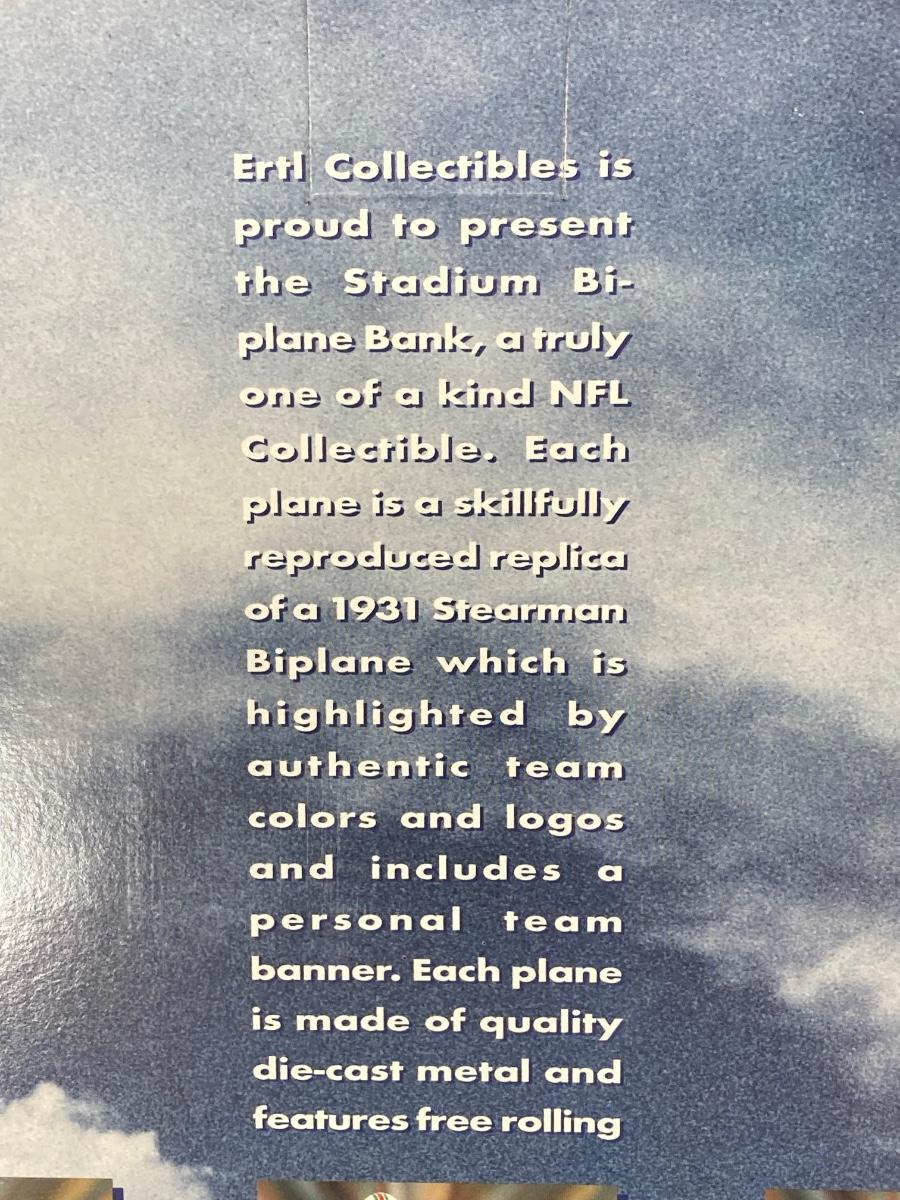 Ertl Collectibles is
proud to present
the Stadium Bi-
plane Bank, a truly
one of a kind NFL
Collectible. Each
plane is a skillfully
reproduced replica
of a 1931 Stearman
Biplane which is
highlighted by
authentic team
colors and logos
and includes a
personal team
banner. Each plane
is made of quality
die-cast metal and
features free rolling